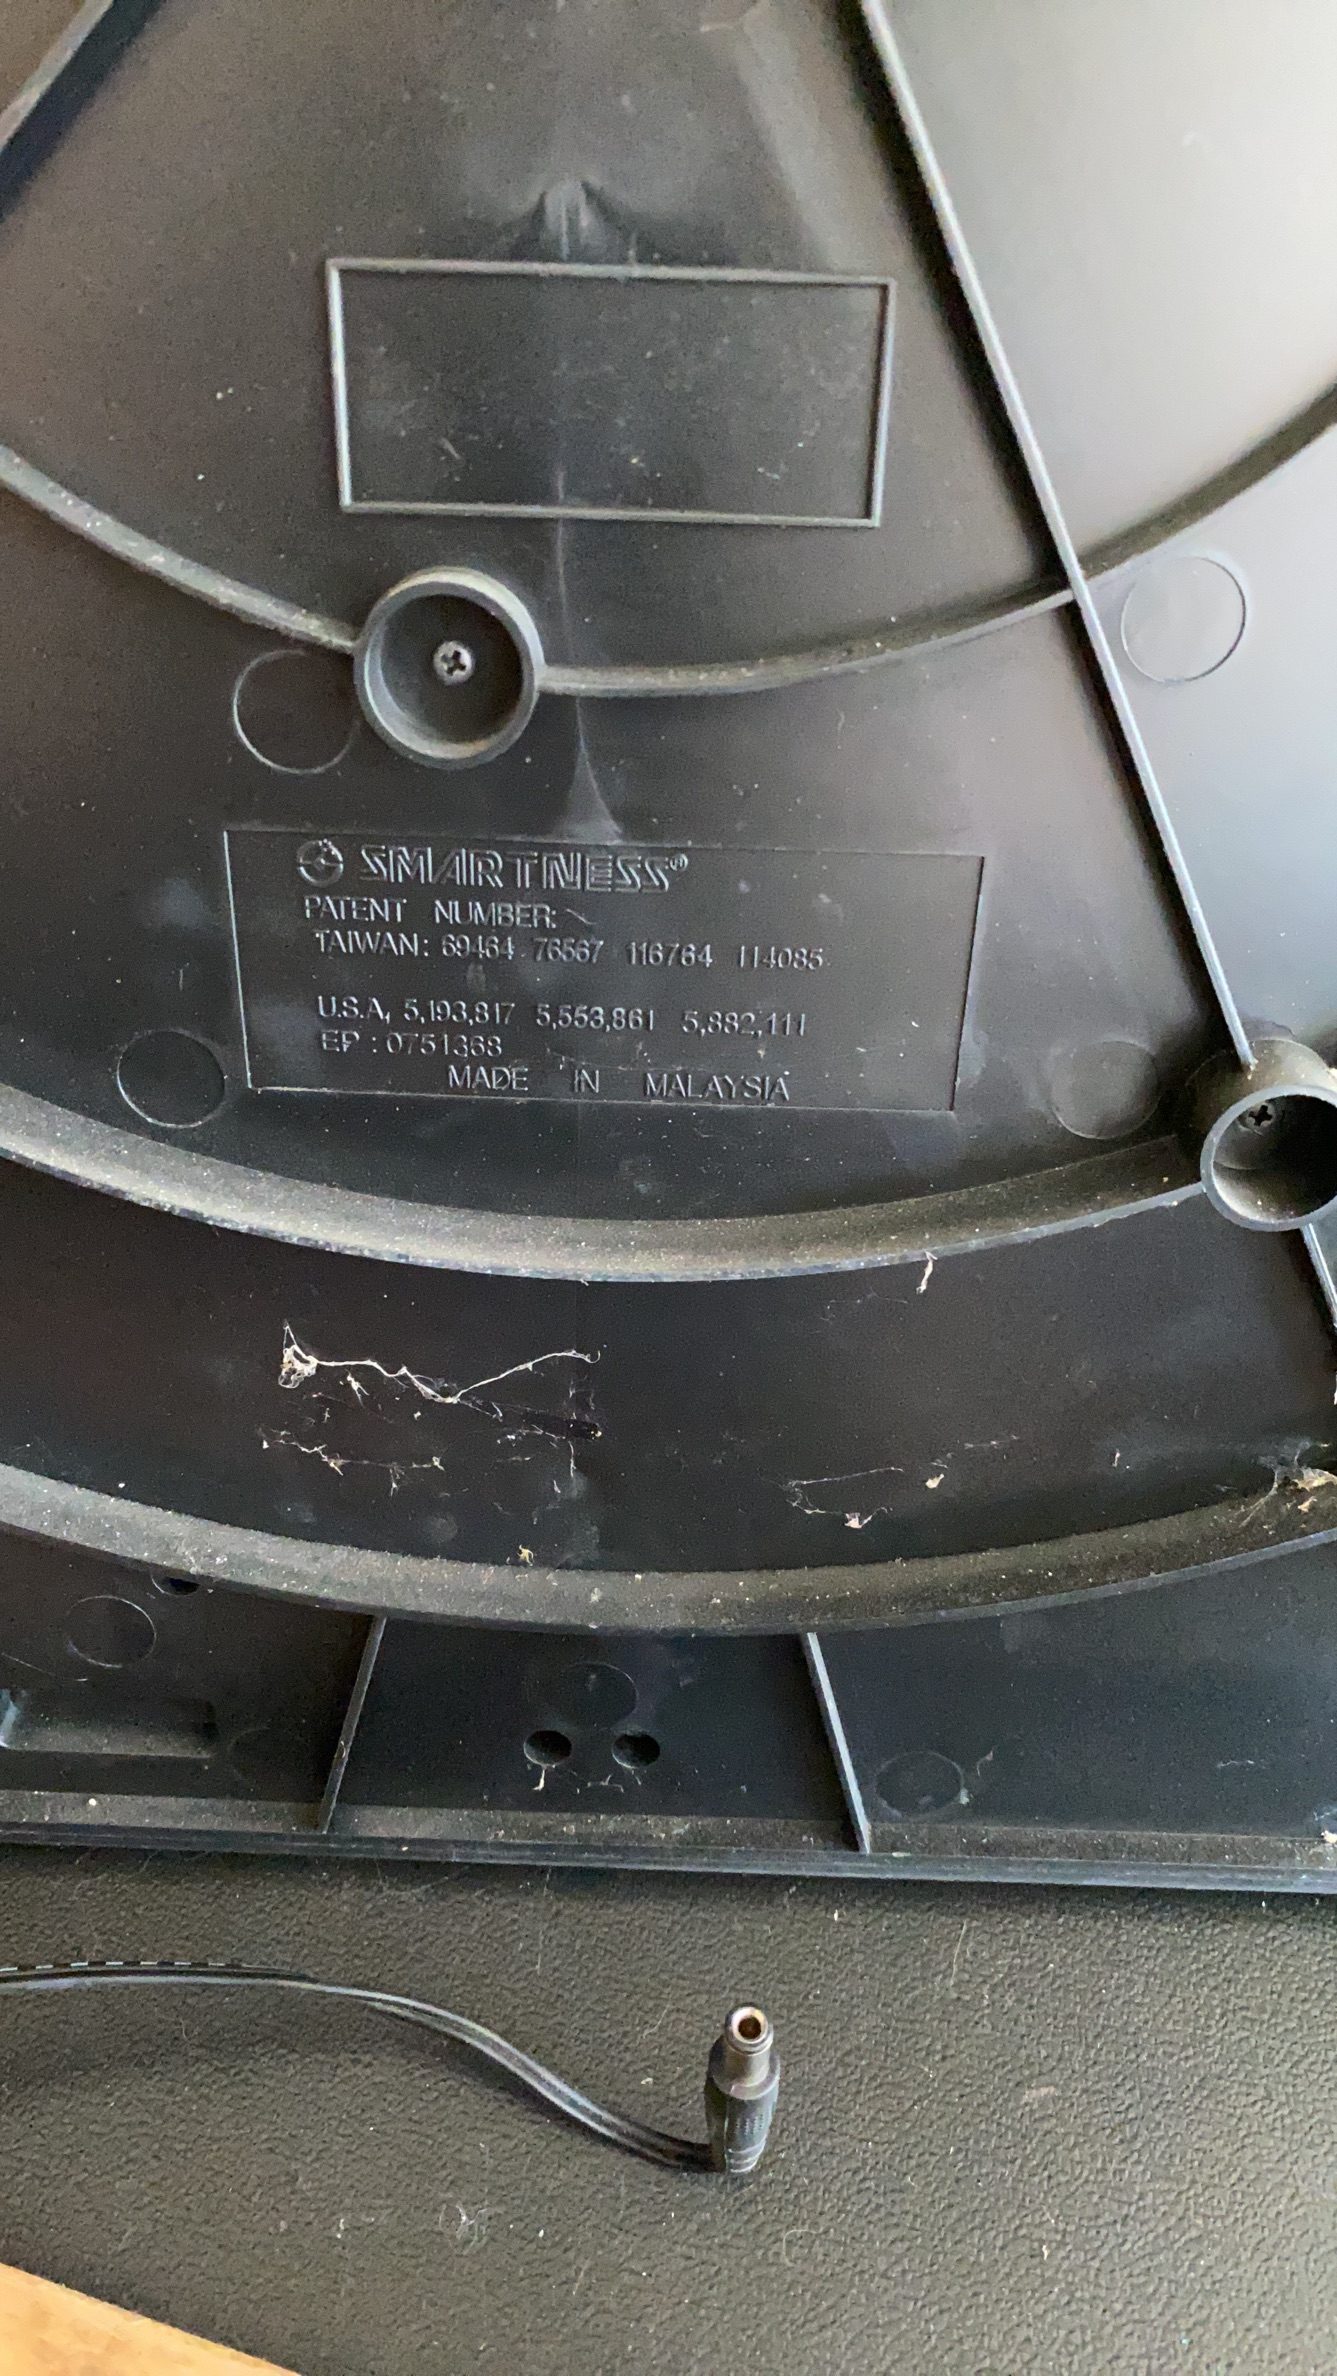 SMARTNESS®
PATENT NUMBER:
TAIWAN: 69464 76567 116764 114085
U.S.A, 5,193,817 5,553,861 5,882,111
EP : 0751368
MADE IN MALAYSIA